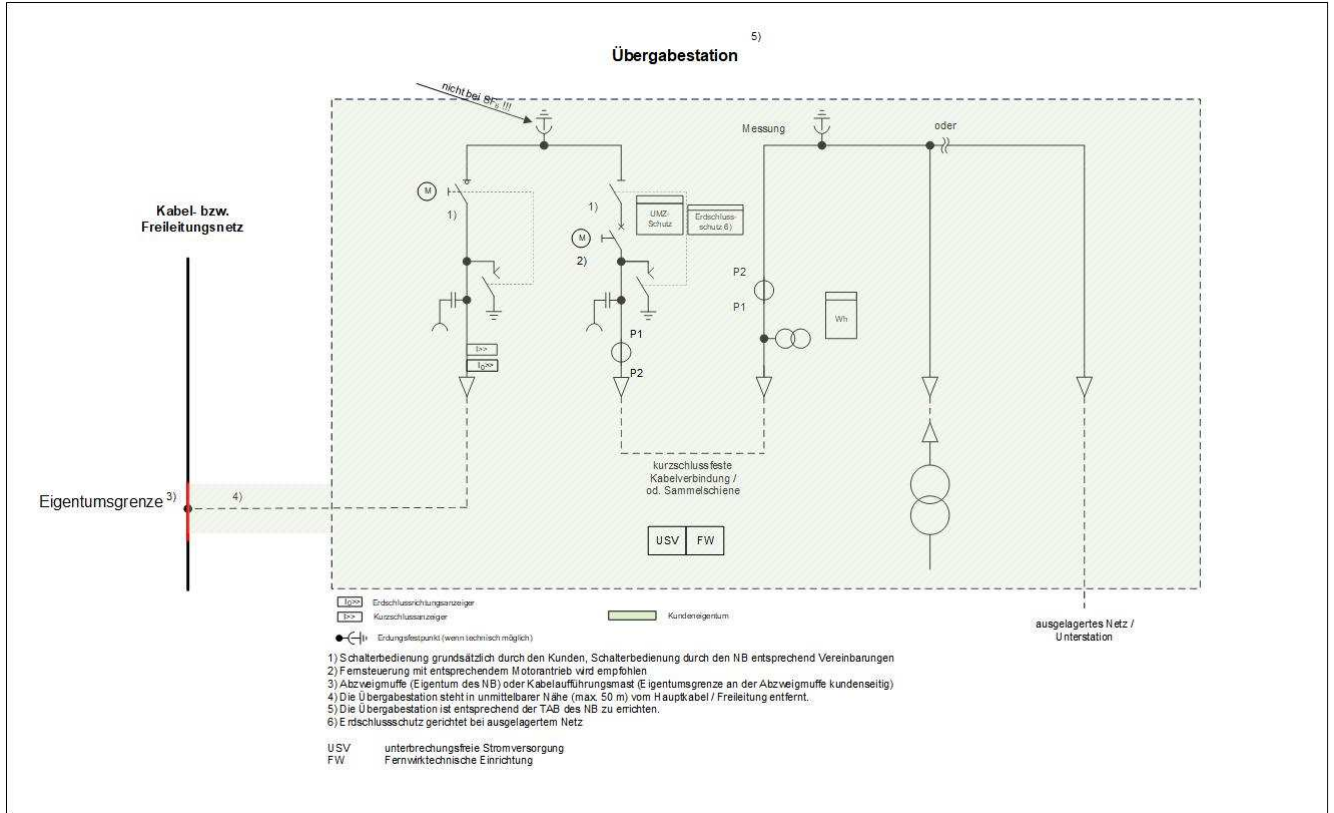 5)
Übergabestation
nicht bei SF6 !!!
Messung
oder
Kabel- bzw.
Freileitungsnetz
M
1)
1)
UMZ-
Schutz
Erdschluss-
schutz 6)
M
2)
P2
P1
Wh
P1
P2
I>>
I0>>
kurzschlussfeste
Kabelverbindung /
od. Sammelschiene
Eigentumsgrenze 3)
4)
USV
FW
I0>> Erdschlussrichtungsanzeiger
I>> Kurzschlussanzeiger
Kundeneigentum
Erdungsfestpunkt (wenn technisch möglich)
ausgelagertes Netz /
Unterstation
1) Schalterbedienung grundsätzlich durch den Kunden, Schalterbedienung durch den NB entsprechend Vereinbarungen
2) Fernsteuerung mit entsprechendem Motorantrieb wird empfohlen
3) Abzweigmuffe (Eigentum des NB) oder Kabelaufführungsmast (Eigentumsgrenze an der Abzweigmuffe kundenseitig)
4) Die Übergabestation steht in unmittelbarer Nähe (max. 50 m) vom Hauptkabel / Freileitung entfernt.
5) Die Übergabestation ist entsprechend der TAB des NB zu errichten.
6) Erdschlussschutz gerichtet bei ausgelagertem Netz
USV unterbrechungsfreie Stromversorgung
FW Fernwirktechnische Einrichtung